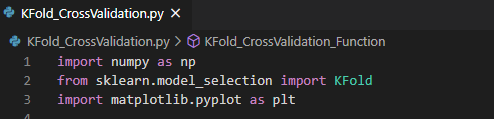 KFold_CrossValidation.py ×
KFold_CrossValidation.py > KFold_CrossValidation_Function
1 import numpy as np
2 from sklearn.model_selection import KFold
3 import matplotlib.pyplot as plt
4